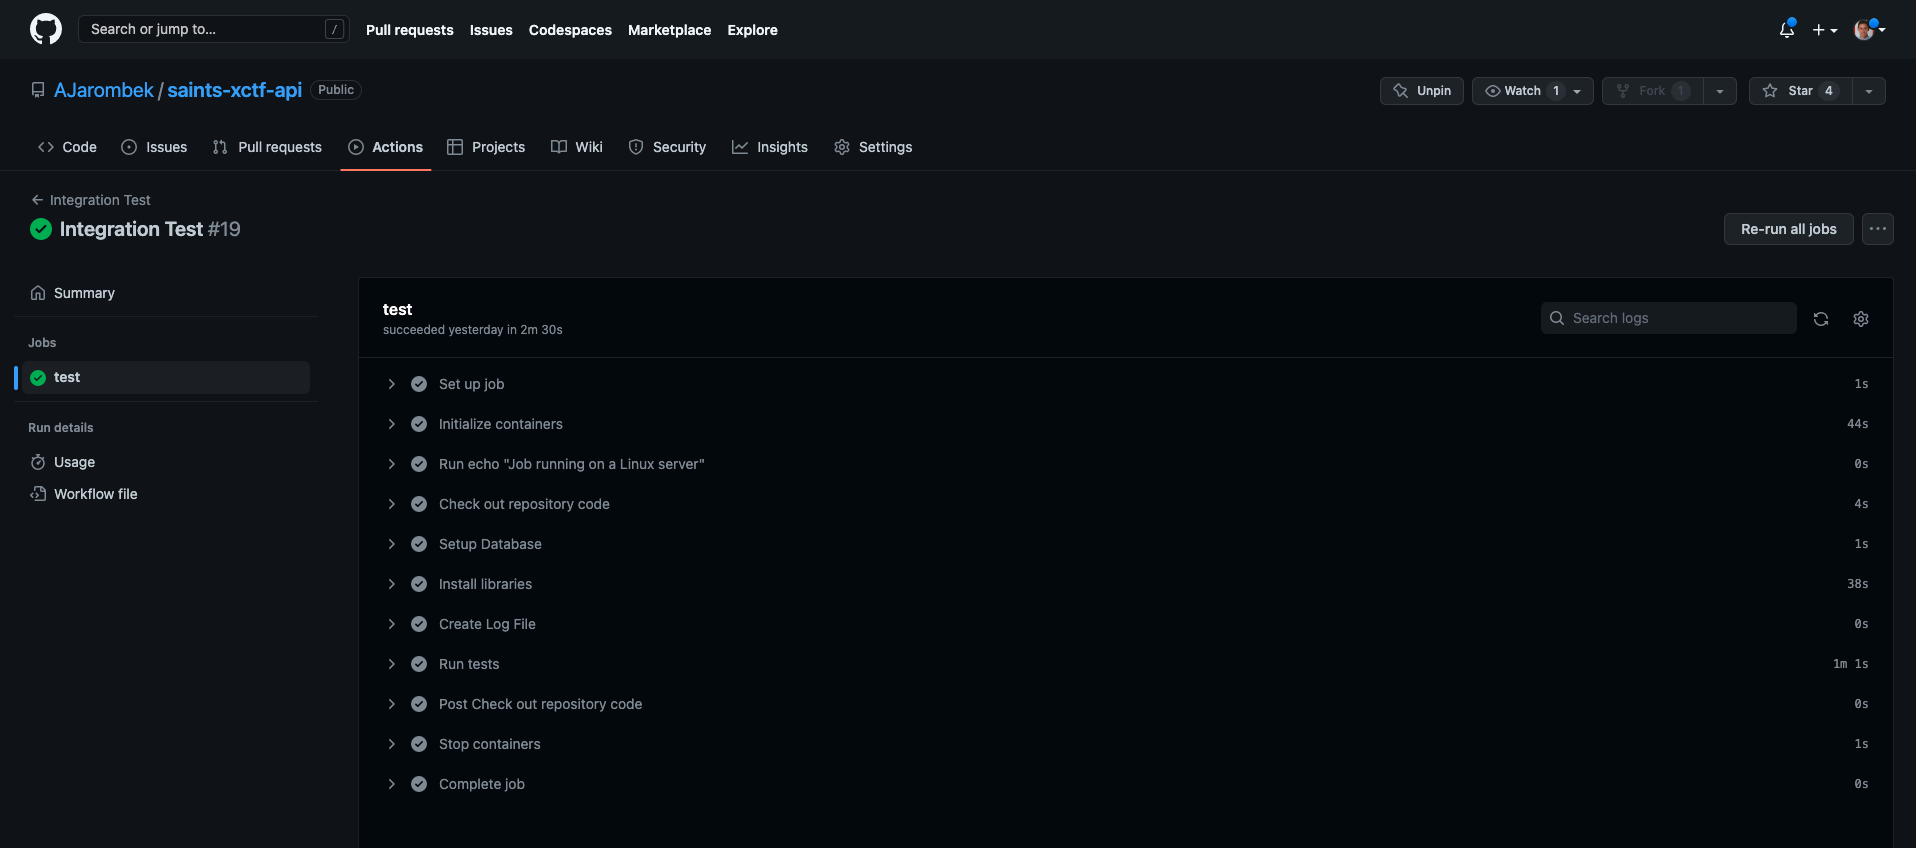 Search or jump to... / Pull requests Issues Codespaces Marketplace Explore
AJarombek / saints-xctf-api Public Unpin Watch 1 Fork 1 Star 4
Code Issues Pull requests Actions Projects Wiki Security Insights Settings
Integration Test
Integration Test #19
Re-run all jobs
Summary
Jobs
test
Run details
Usage
Workflow file
test
succeeded yesterday in 2m 30s
Search logs
Set up job 1s
Initialize containers 44s
Run echo "Job running on a Linux server" 0s
Check out repository code 4s
Setup Database 1s
Install libraries 38s
Create Log File 0s
Run tests 1m 1s
Post Check out repository code 0s
Stop containers 1s
Complete job 0s